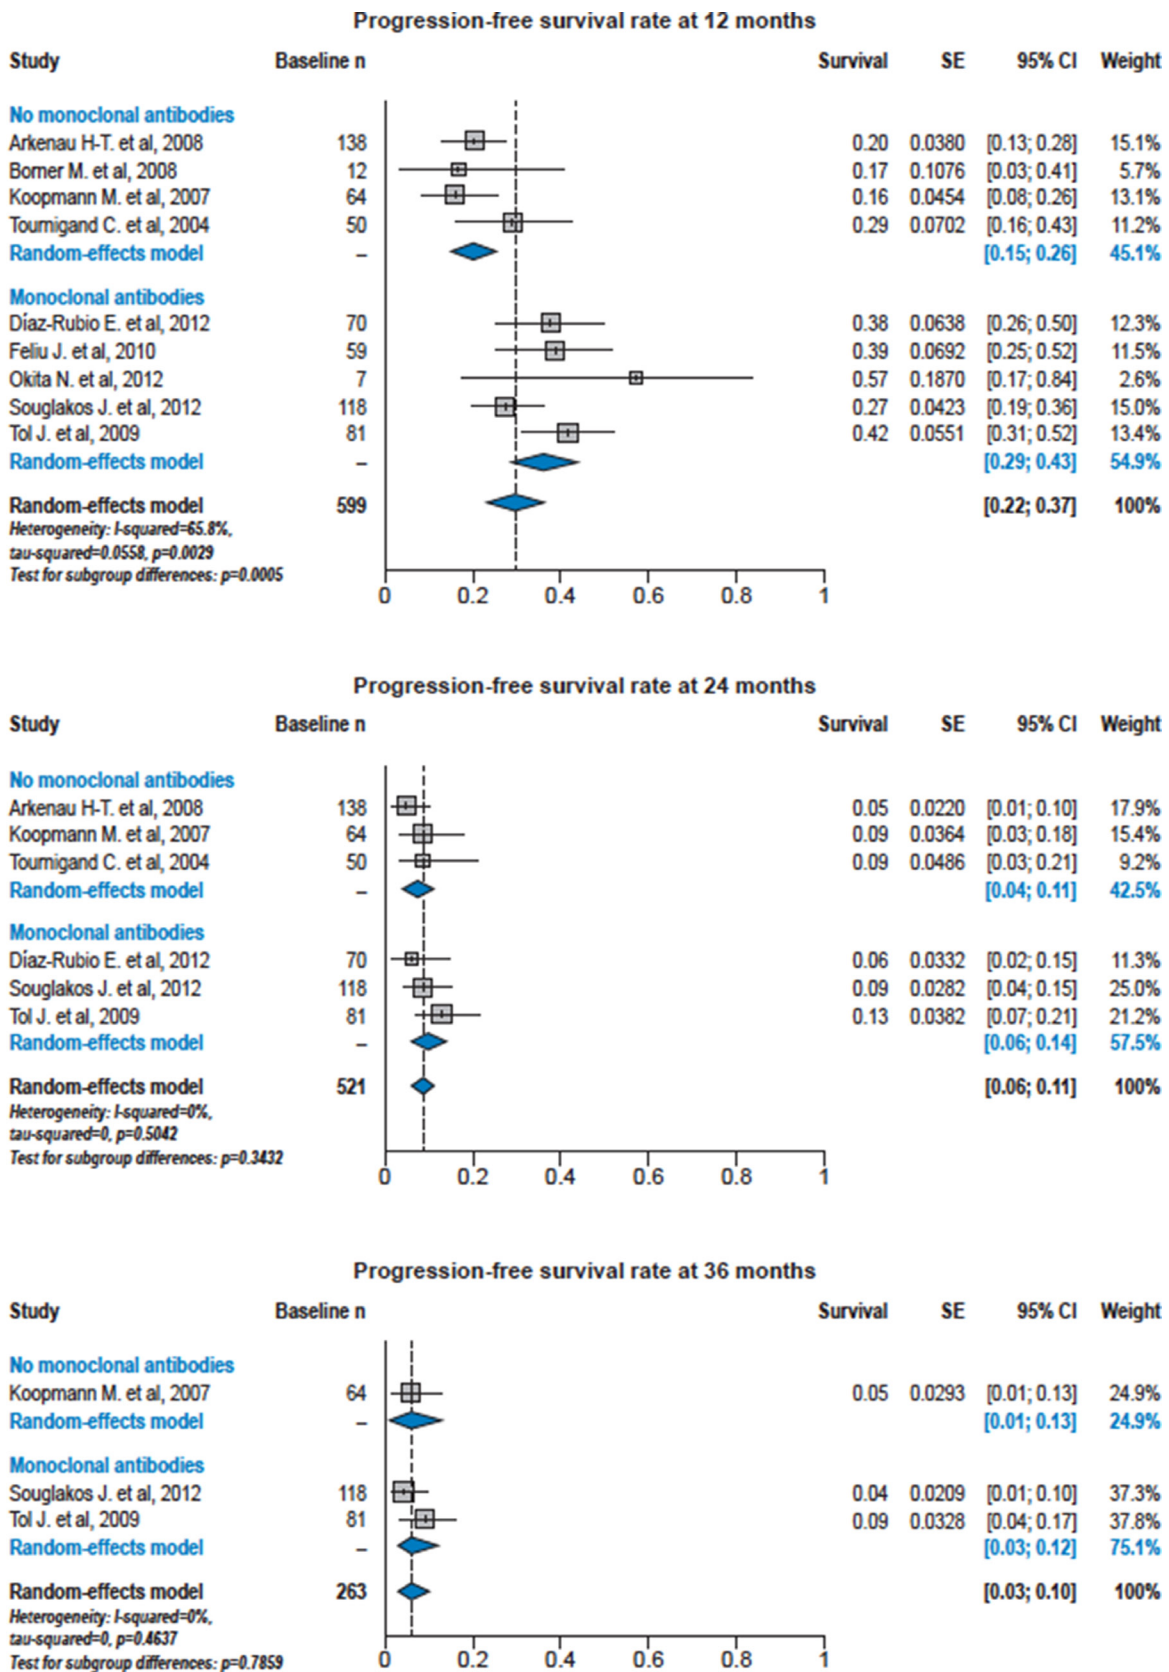 Progression-free survival rate at 12 months
Study Baseline n Survival SE 95% CI Weight
No monoclonal antibodies
Arkenau H-T. et al, 2008 138 0.20 0.0380 [0.13; 0.28] 15.1%
Borner M. et al, 2008 12 0.17 0.1076 [0.03; 0.41] 5.7%
Koopmann M. et al, 2007 64 0.16 0.0454 [0.08; 0.26] 13.1%
Tournigand C. et al, 2004 50 0.29 0.0702 [0.16; 0.43] 11.2%
Random-effects model – [0.15; 0.26] 45.1%
Monoclonal antibodies
Díaz-Rubio E. et al, 2012 70 0.38 0.0638 [0.26; 0.50] 12.3%
Feliu J. et al, 2010 59 0.39 0.0692 [0.25; 0.52] 11.5%
Okita N. et al, 2012 7 0.57 0.1870 [0.17; 0.84] 2.6%
Souglakos J. et al, 2012 118 0.27 0.0423 [0.19; 0.36] 15.0%
Tol J. et al, 2009 81 0.42 0.0551 [0.31; 0.52] 13.4%
Random-effects model – [0.29; 0.43] 54.9%
Random-effects model 599 [0.22; 0.37] 100%
Heterogeneity: I-squared=65.8%,
tau-squared=0.0558, p=0.0029
Test for subgroup differences: p=0.0005
0 0.2 0.4 0.6 0.8 1
Progression-free survival rate at 24 months
Study Baseline n Survival SE 95% CI Weight
No monoclonal antibodies
Arkenau H-T. et al, 2008 138 0.05 0.0220 [0.01; 0.10] 17.9%
Koopmann M. et al, 2007 64 0.09 0.0364 [0.03; 0.18] 15.4%
Tournigand C. et al, 2004 50 0.09 0.0486 [0.03; 0.21] 9.2%
Random-effects model – [0.04; 0.11] 42.5%
Monoclonal antibodies
Díaz-Rubio E. et al, 2012 70 0.06 0.0332 [0.02; 0.15] 11.3%
Souglakos J. et al, 2012 118 0.09 0.0282 [0.04; 0.15] 25.0%
Tol J. et al, 2009 81 0.13 0.0382 [0.07; 0.21] 21.2%
Random-effects model – [0.06; 0.14] 57.5%
Random-effects model 521 [0.06; 0.11] 100%
Heterogeneity: I-squared=0%,
tau-squared=0, p=0.5042
Test for subgroup differences: p=0.3432
0 0.2 0.4 0.6 0.8 1
Progression-free survival rate at 36 months
Study Baseline n Survival SE 95% CI Weight
No monoclonal antibodies
Koopmann M. et al, 2007 64 0.05 0.0293 [0.01; 0.13] 24.9%
Random-effects model – [0.01; 0.13] 24.9%
Monoclonal antibodies
Souglakos J. et al, 2012 118 0.04 0.0209 [0.01; 0.10] 37.3%
Tol J. et al, 2009 81 0.09 0.0328 [0.04; 0.17] 37.8%
Random-effects model – [0.03; 0.12] 75.1%
Random-effects model 263 [0.03; 0.10] 100%
Heterogeneity: I-squared=0%,
tau-squared=0, p=0.4637
Test for subgroup differences: p=0.7859
0 0.2 0.4 0.6 0.8 1